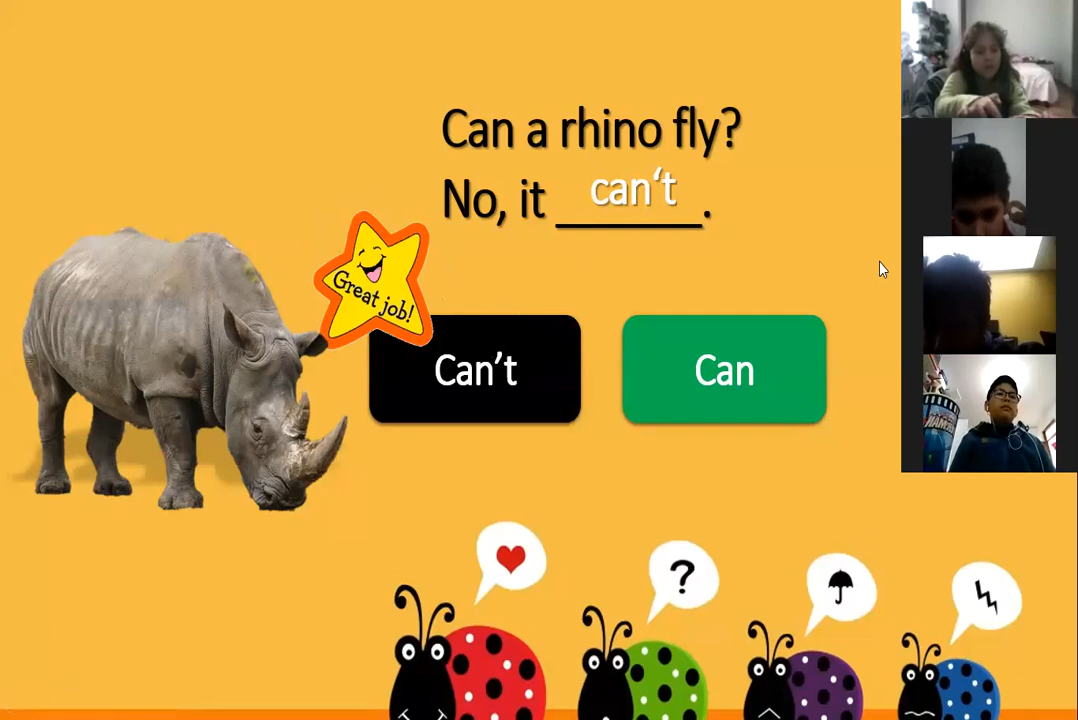 Can a rhino fly?
No, it can‘t.
Great job!
Can’t
Can
?